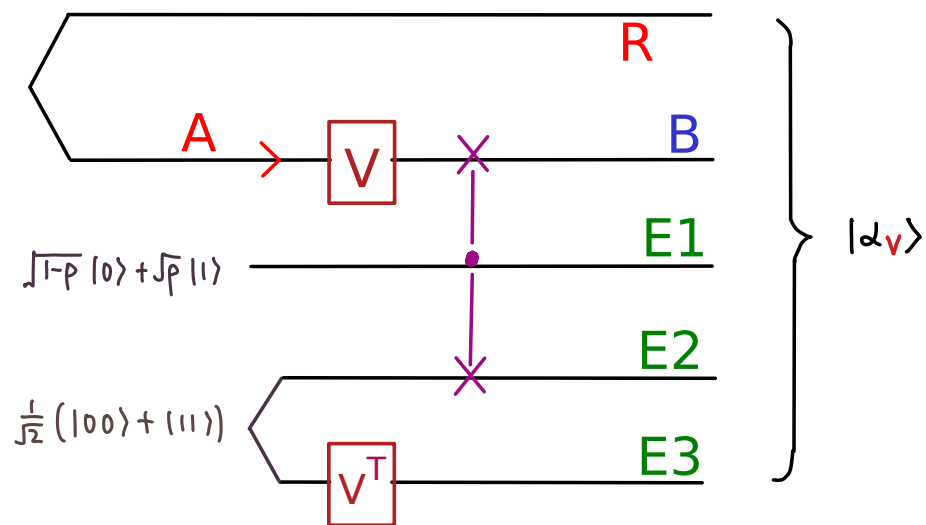 R
A
V
B
E1
√1-p |0⟩ + √p |1⟩
|α_V⟩
E2
1/√2 (|00⟩ + |11⟩)
V^T
E3